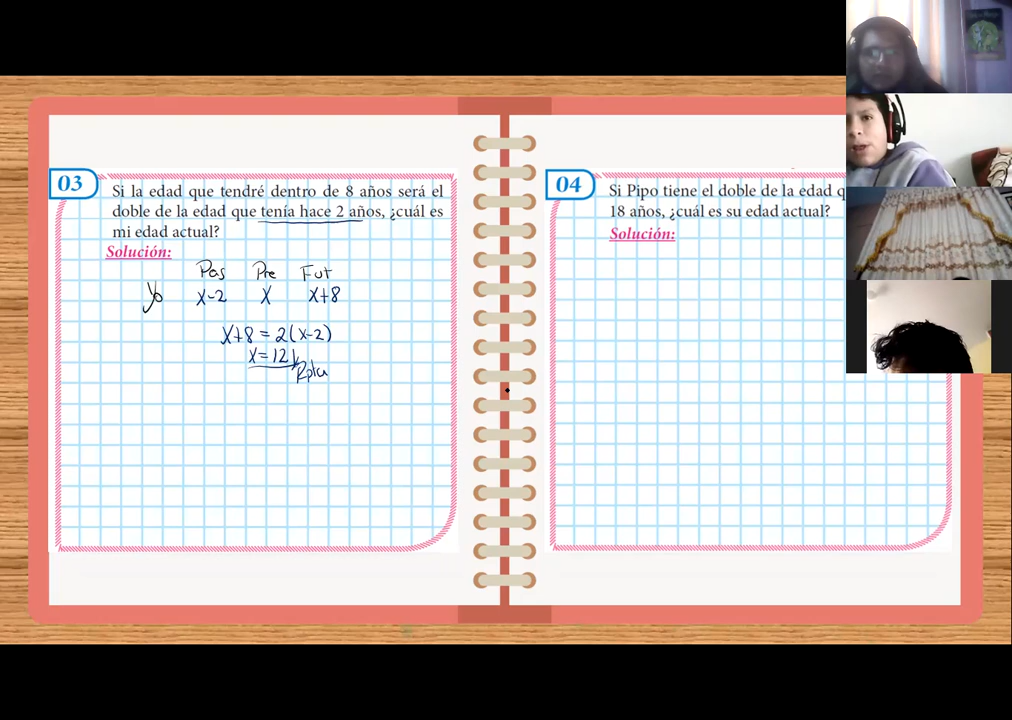 03
Si la edad que tendré dentro de 8 años será el
doble de la edad que tenía hace 2 años, ¿cuál es
mi edad actual?
Solución:
Pas Pre Fut
Yo x-2 x x+8
x+8 = 2(x-2)
x=12
Rpta
04
Si Pipo tiene el doble de la edad q
18 años, ¿cuál es su edad actual?
Solución: